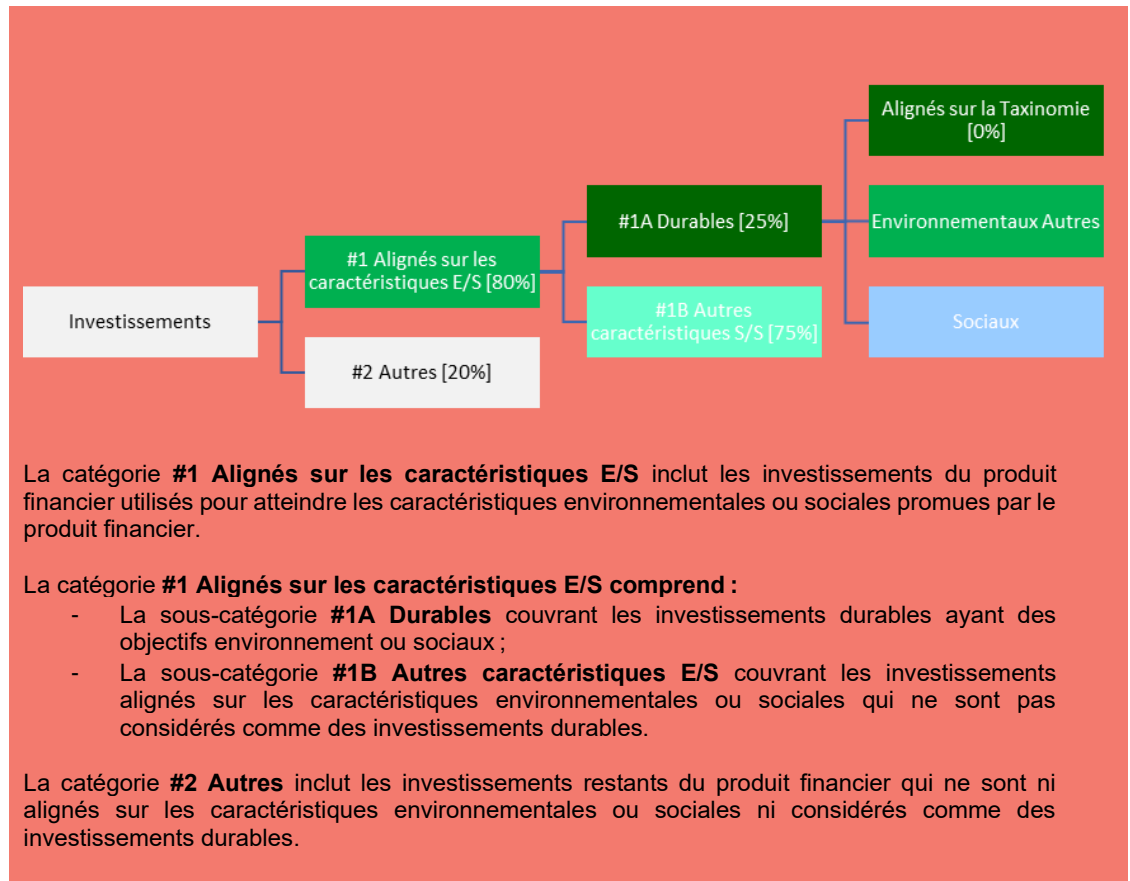 Alignés sur la Taxinomie
[0%]
#1A Durables [25%]
Environnementaux Autres
#1 Alignés sur les
caractéristiques E/S [80%]
Investissements
#1B Autres
caractéristiques S/S [75%]
Sociaux
#2 Autres [20%]
La catégorie #1 Alignés sur les caractéristiques E/S inclut les investissements du produit
financier utilisés pour atteindre les caractéristiques environnementales ou sociales promues par le
produit financier.
La catégorie #1 Alignés sur les caractéristiques E/S comprend :
- La sous-catégorie #1A Durables couvrant les investissements durables ayant des
objectifs environnement ou sociaux ;
- La sous-catégorie #1B Autres caractéristiques E/S couvrant les investissements
alignés sur les caractéristiques environnementales ou sociales qui ne sont pas
considérés comme des investissements durables.
La catégorie #2 Autres inclut les investissements restants du produit financier qui ne sont ni
alignés sur les caractéristiques environnementales ou sociales ni considérés comme des
investissements durables.